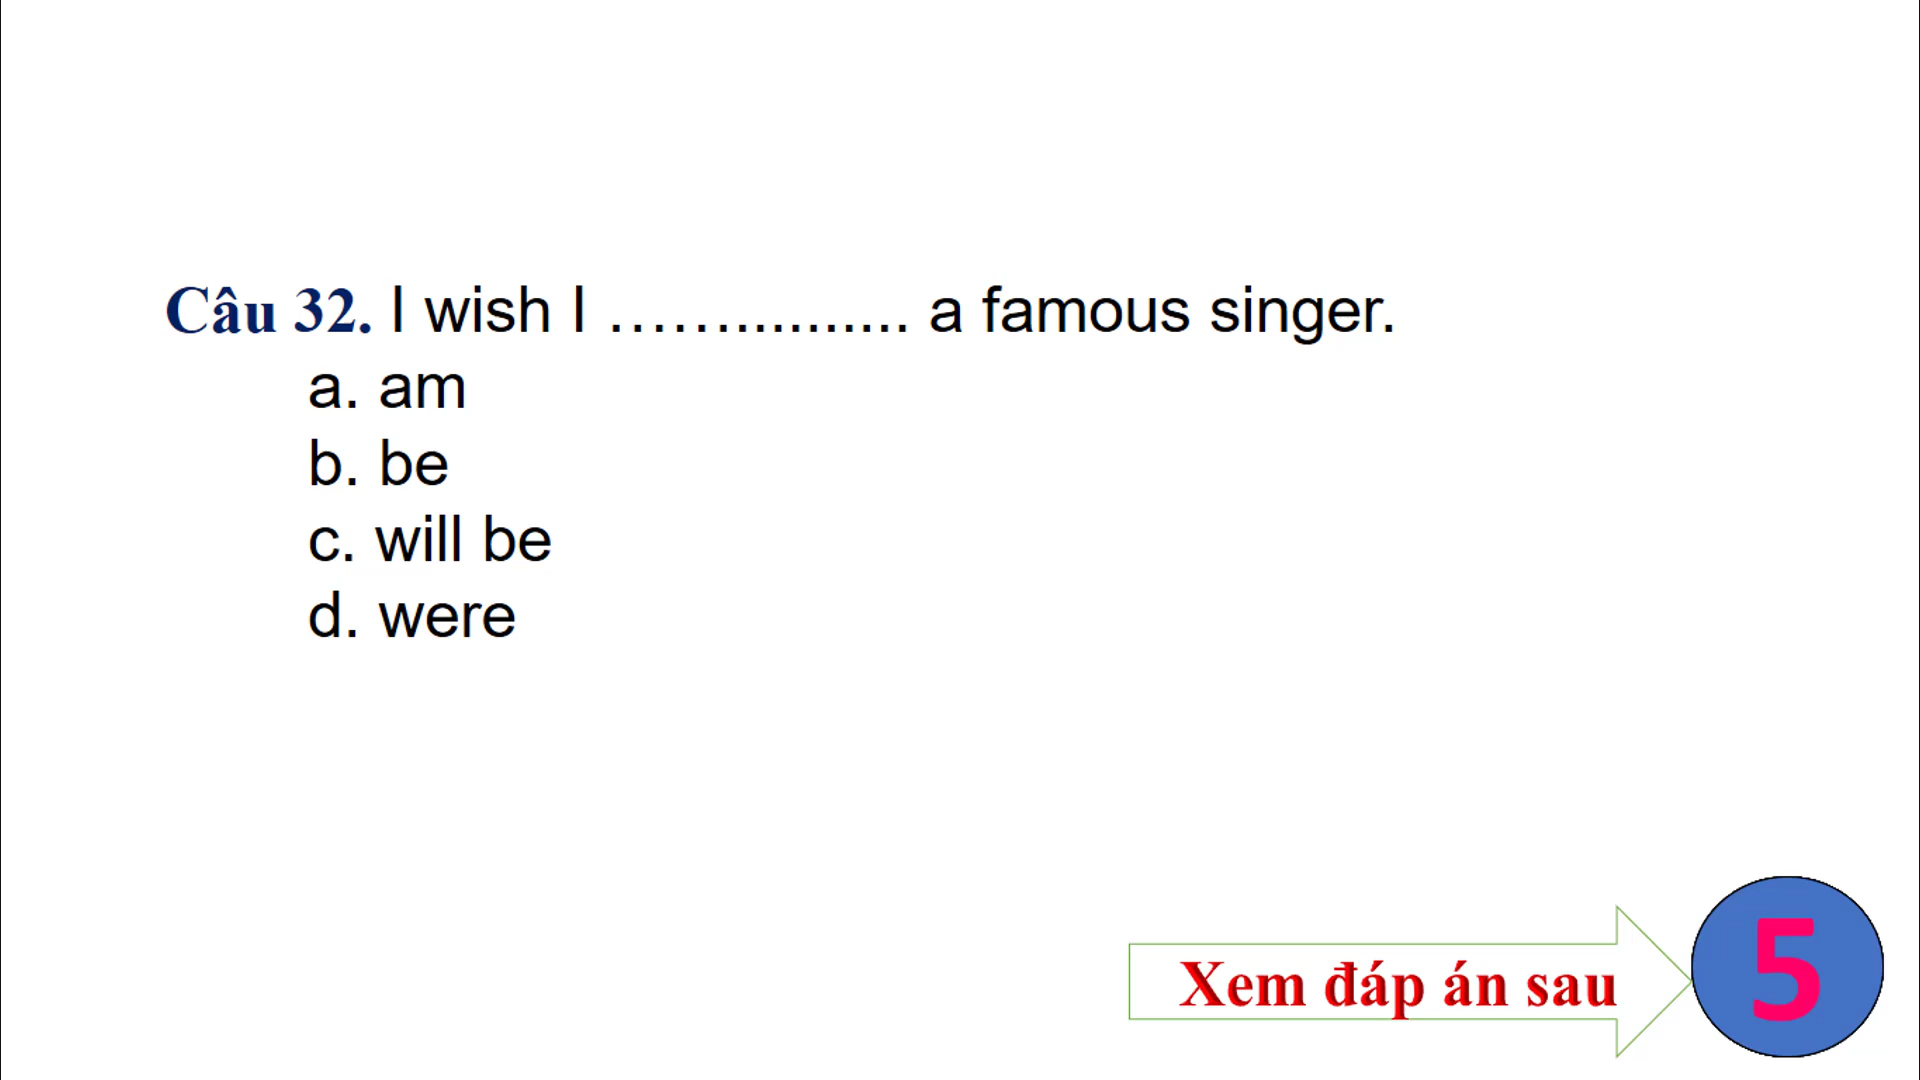 Câu 32. I wish I …….......... a famous singer.
a. am
b. be
c. will be
d. were
Xem đáp án sau
5